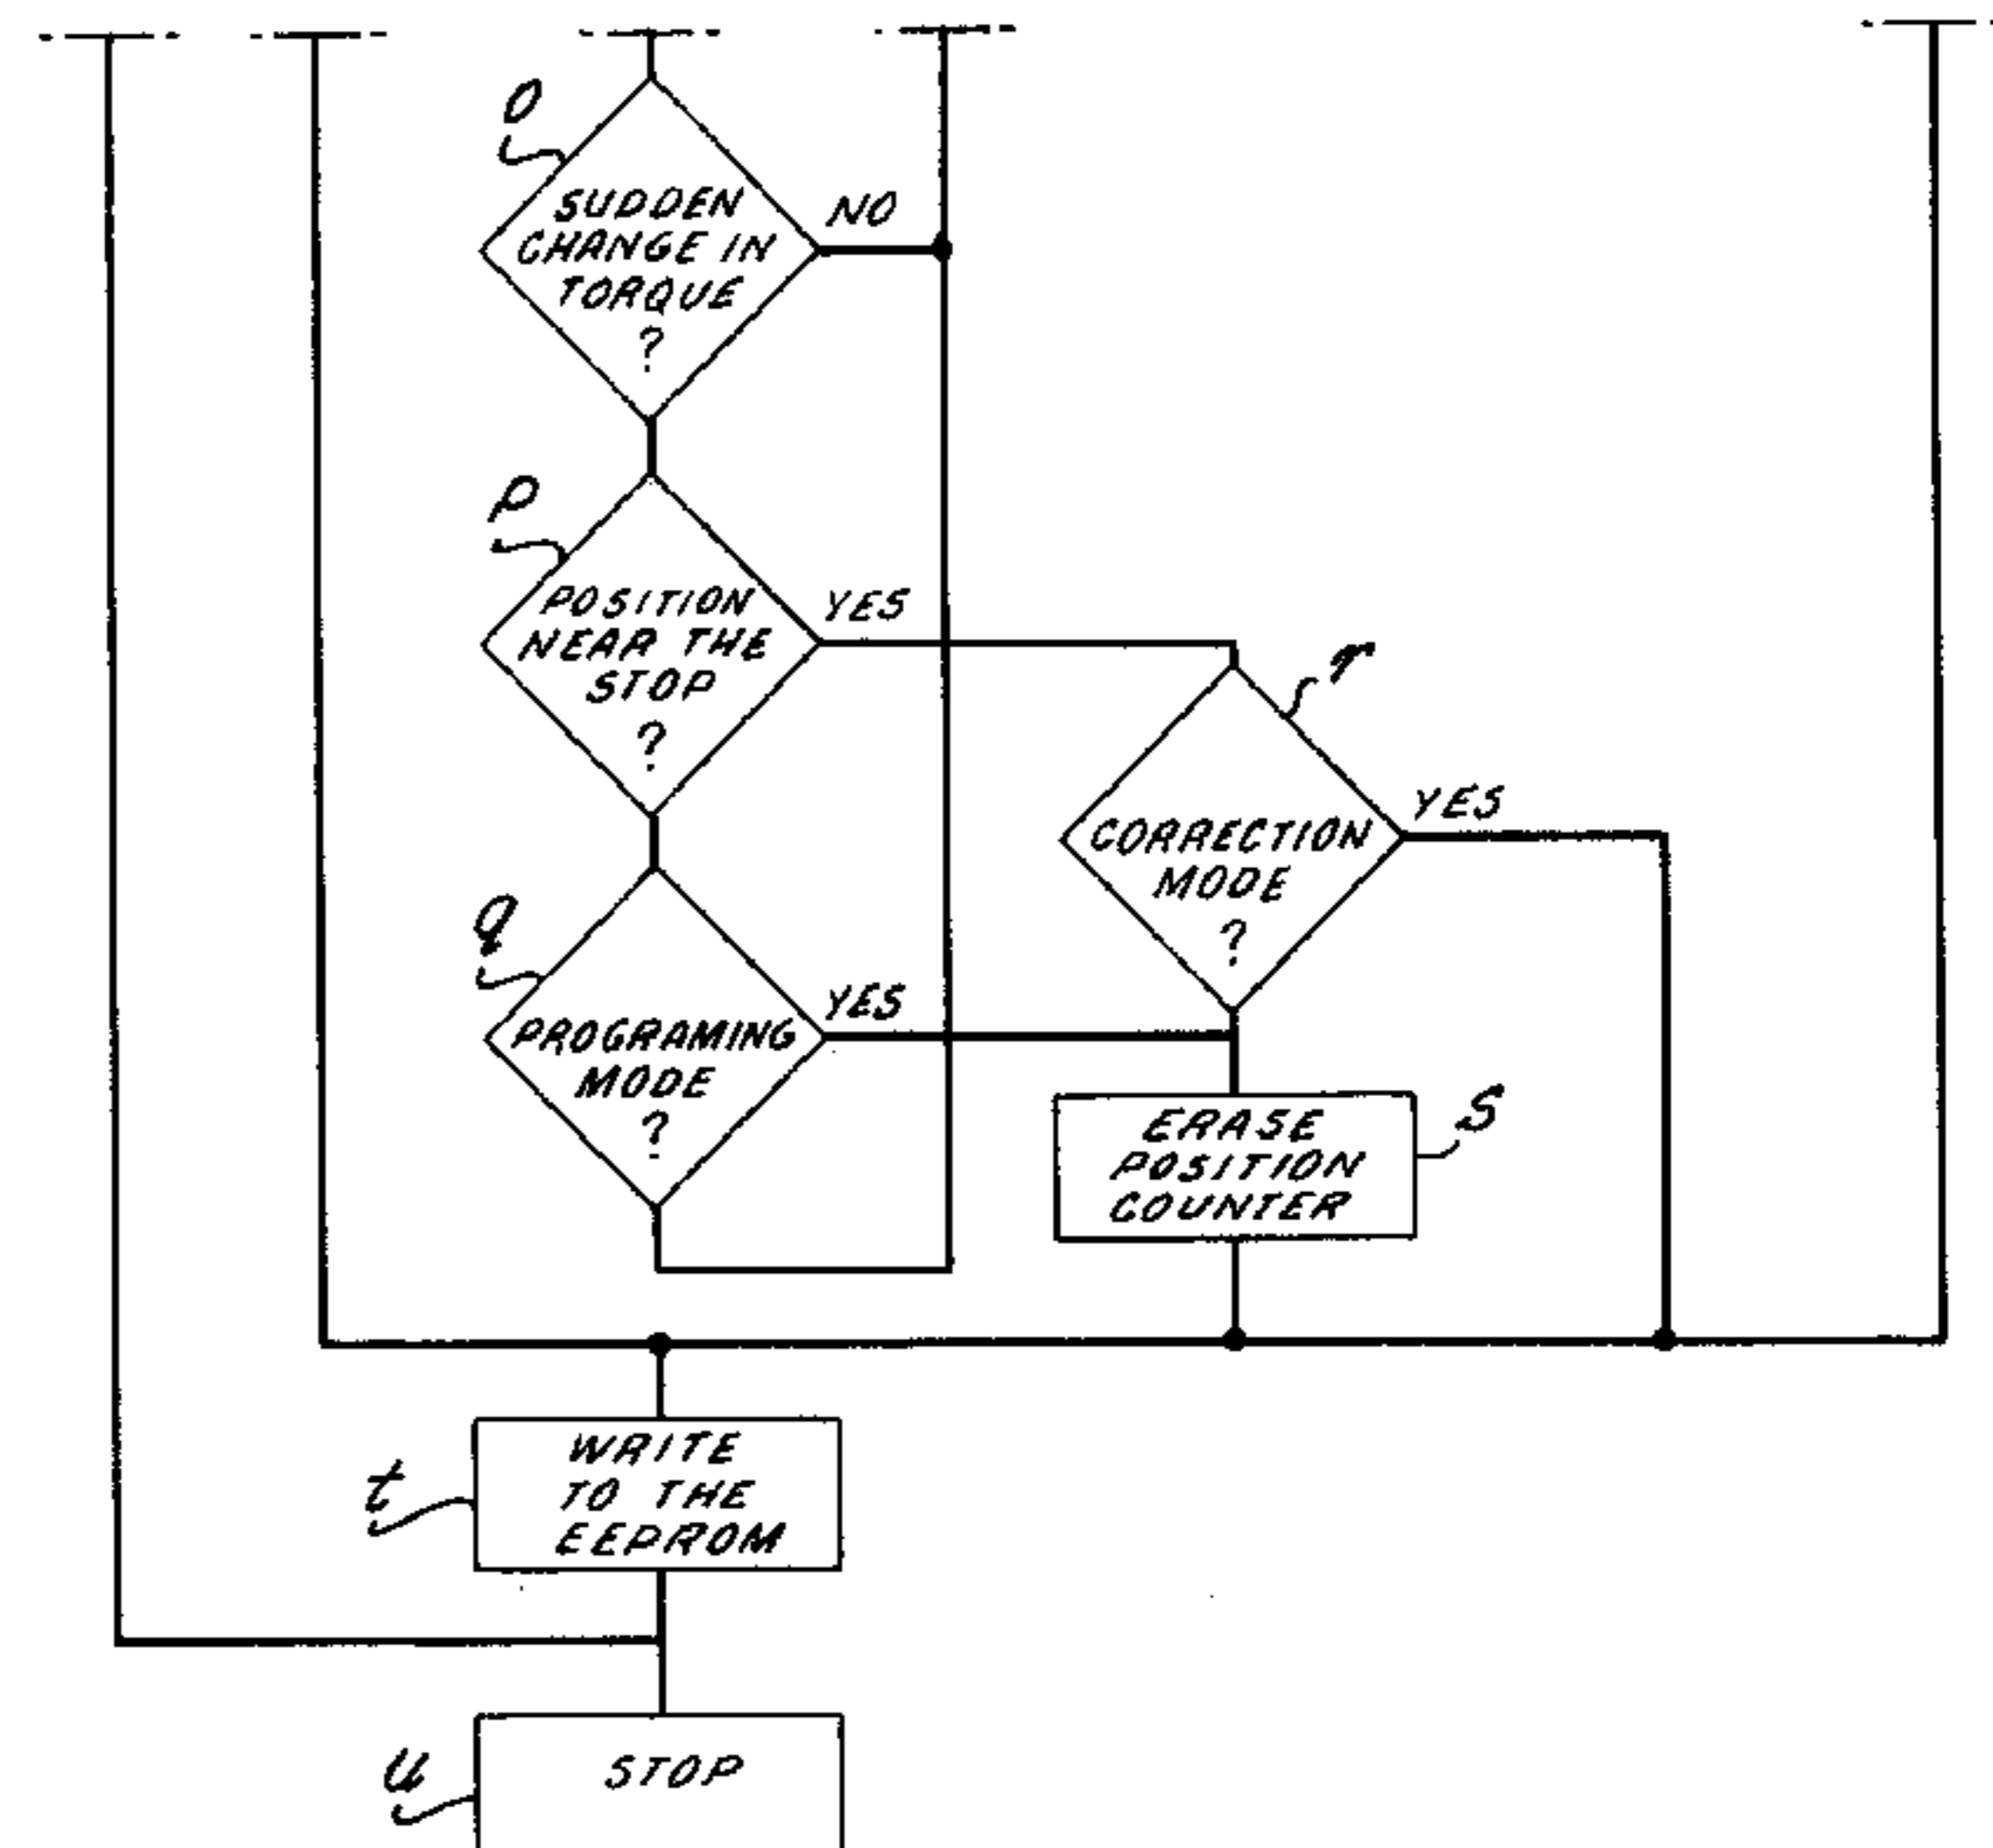 O
SUDDEN
CHANGE IN
TORQUE
?
NO
P
POSITION
NEAR THE
STOP
?
YES
r
CORRECTION
MODE
?
YES
q
PROGRAMING
MODE
?
YES
ERASE
POSITION
COUNTER
S
t
WRITE
TO THE
EEPROM
u
STOP